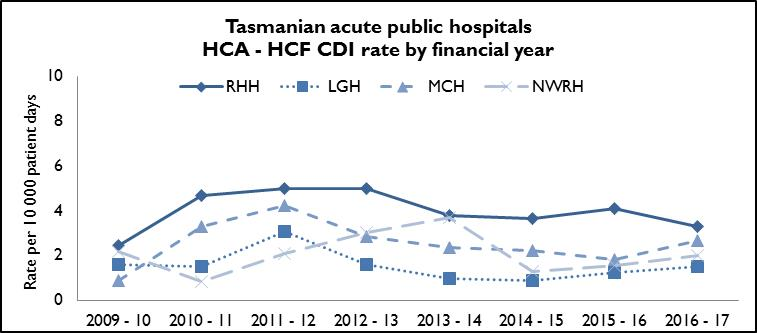 Tasmanian acute public hospitals
HCA - HCF CDI rate by financial year
RHH LGH MCH NWRH
Rate per 10 000 patient days
10
8
6
4
2
0
2009 - 10 2010 - 11 2011 - 12 2012 - 13 2013 - 14 2014 - 15 2015 - 16 2016 - 17